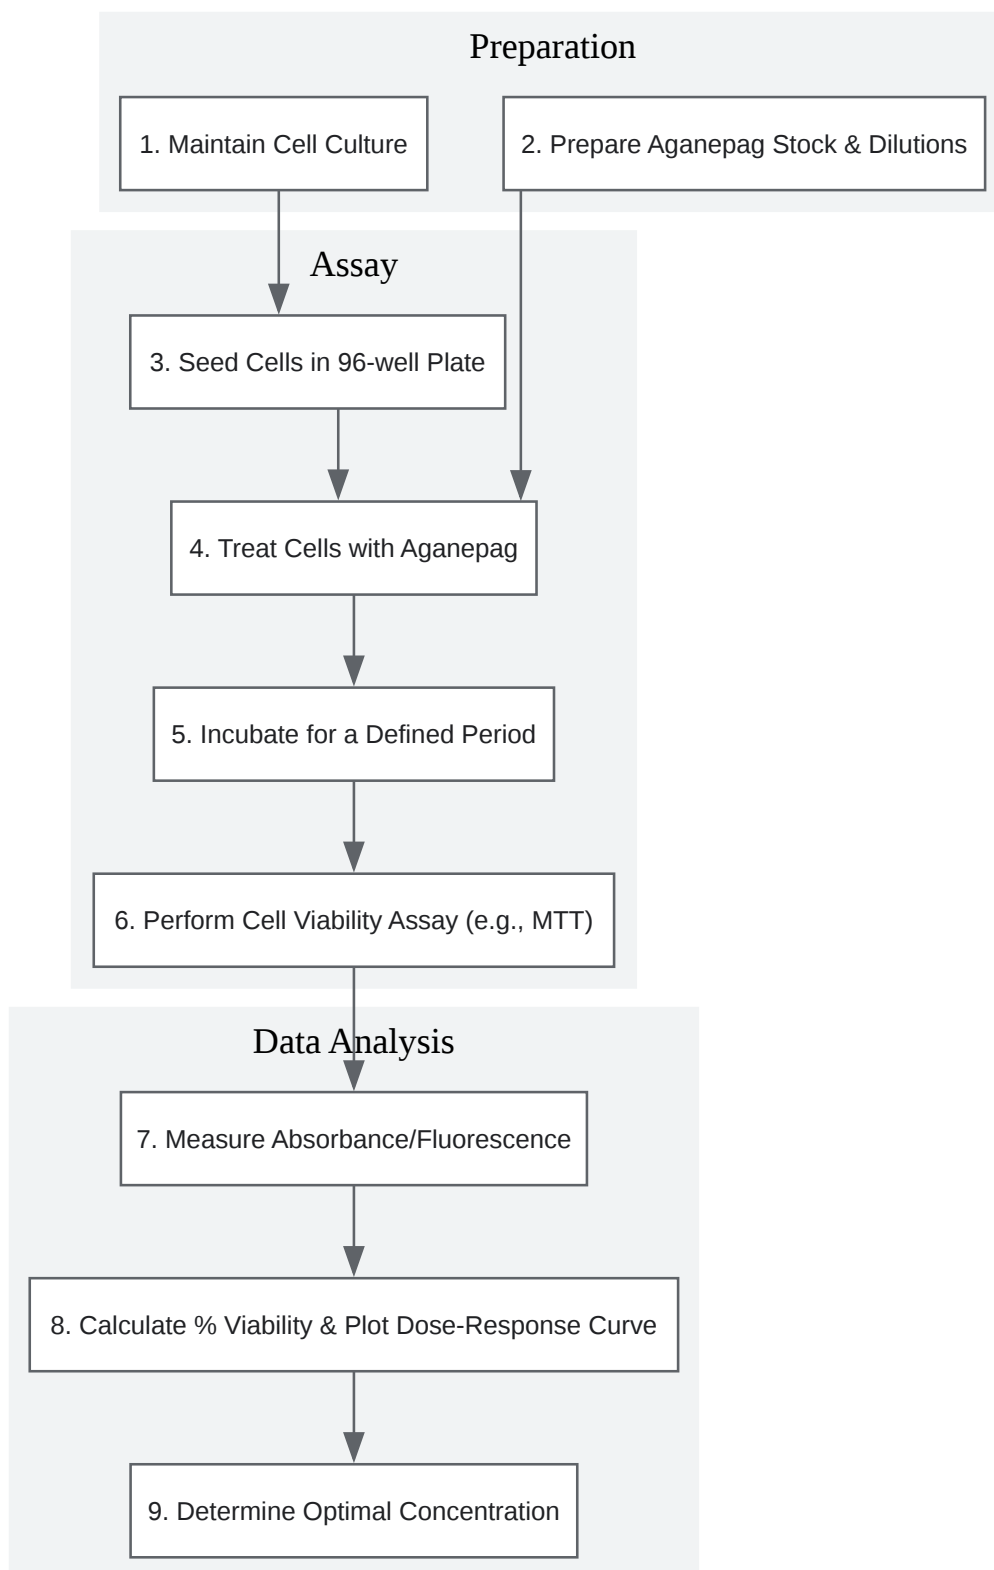 Preparation
1. Maintain Cell Culture
2. Prepare Aganepag Stock & Dilutions
Assay
3. Seed Cells in 96-well Plate
4. Treat Cells with Aganepag
5. Incubate for a Defined Period
6. Perform Cell Viability Assay (e.g., MTT)
Data Analysis
7. Measure Absorbance/Fluorescence
8. Calculate % Viability & Plot Dose-Response Curve
9. Determine Optimal Concentration